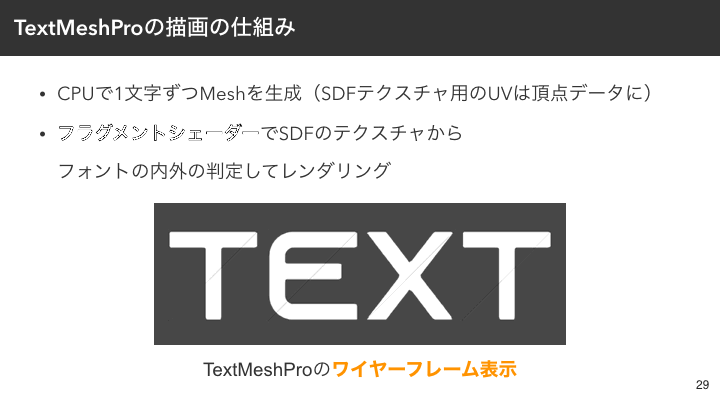 TextMeshProの描画の仕組み
• CPUで1文字ずつMeshを生成（SDFテクスチャ用のUVは頂点データに）
• フラグメントシェーダーでSDFのテクスチャから
フォントの内外の判定してレンダリング
TEXT
TextMeshProのワイヤーフレーム表示
29